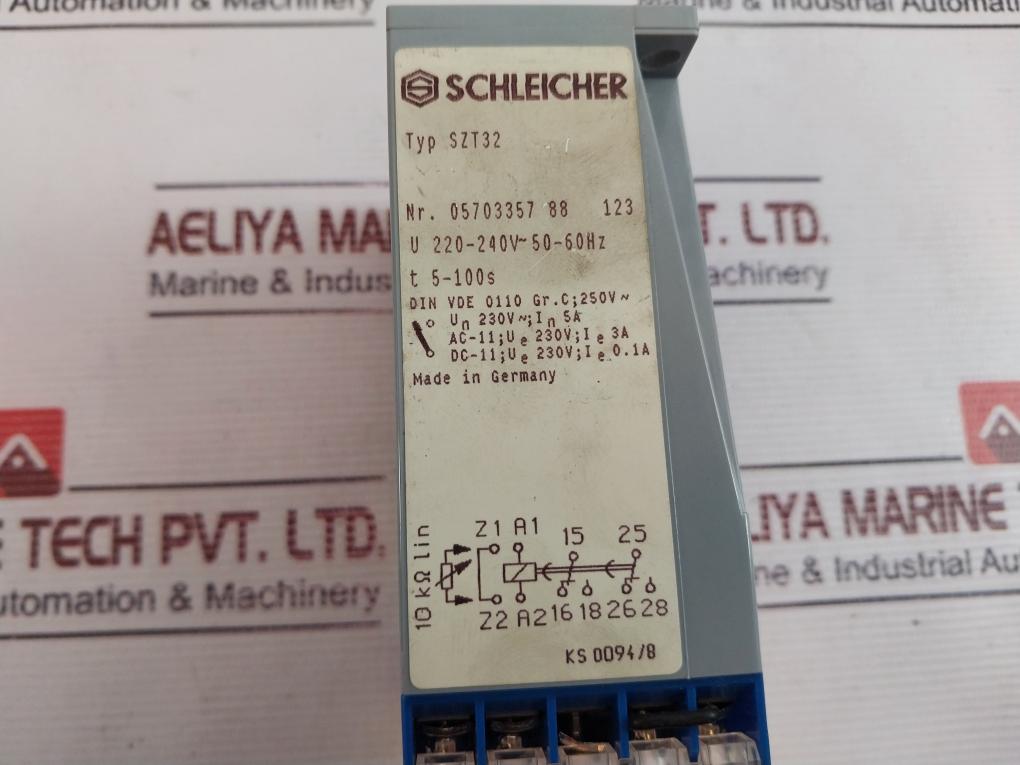 Automation & Machinery
& Industrial Automation
SCHLEICHER
Typ SZT32
Nr. 05703357 88 123
U 220-240V~50-60Hz
t 5-100s
DIN VDE 0110 Gr.C;250V~
Un 230V~;In 5A
AC-11;Ue 230V;Ie 3A
DC-11;Ue 230V;Ie 0.1A
Made in Germany
10 kΩ lin
Z1 A1 15 25
Z2 A2 16 18 26 28
KS 0094/8
AELIYA MA
T. LTD.
Marine & Indus
achinery
TECH PVT. LTD.
utomation & Machinery
LIYA MARINE
ne & Industrial Au